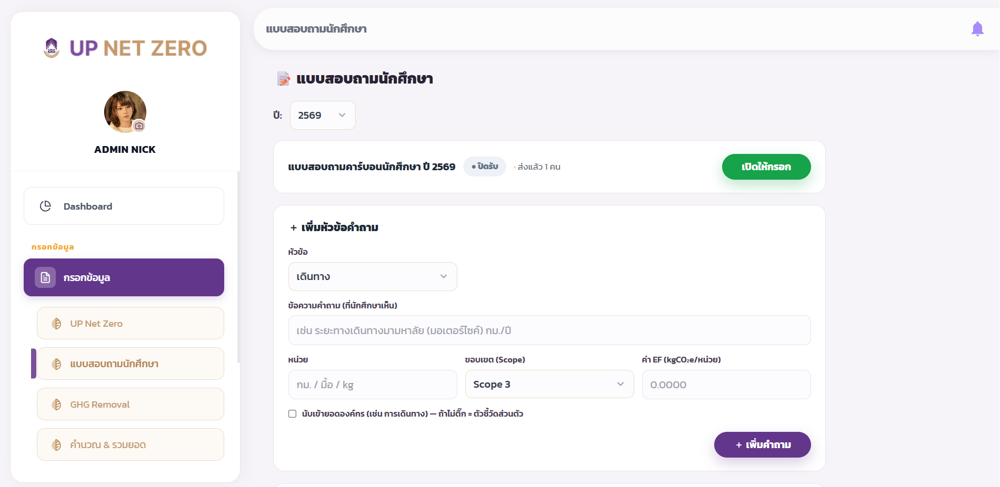 UP NET ZERO
ADMIN NICK
Dashboard
กรอกข้อมูล
กรอกข้อมูล
UP Net Zero
แบบสอบถามนักศึกษา
GHG Removal
คำนวณ & รวมยอด
แบบสอบถามนักศึกษา
แบบสอบถามนักศึกษา
ปี: 2569
แบบสอบถามคาร์บอนนักศึกษา ปี 2569 ● ปิดรับ · ส่งแล้ว 1 คน เปิดให้กรอก
+ เพิ่มหัวข้อคำถาม
หัวข้อ
เดินทาง
ข้อความคำถาม (ที่นักศึกษาเห็น)
เช่น ระยะทางเดินทางมามหาลัย (มอเตอร์ไซค์) กม./ปี
หน่วย ขอบเขต (Scope) ค่า EF (kgCO₂e/หน่วย)
กม. / มื้อ / kg Scope 3 0.0000
นับเข้ายอดองค์กร (เช่น การเดินทาง) — ถ้าไม่ติ๊ก = ตัวชี้วัดส่วนตัว
+ เพิ่มคำถาม